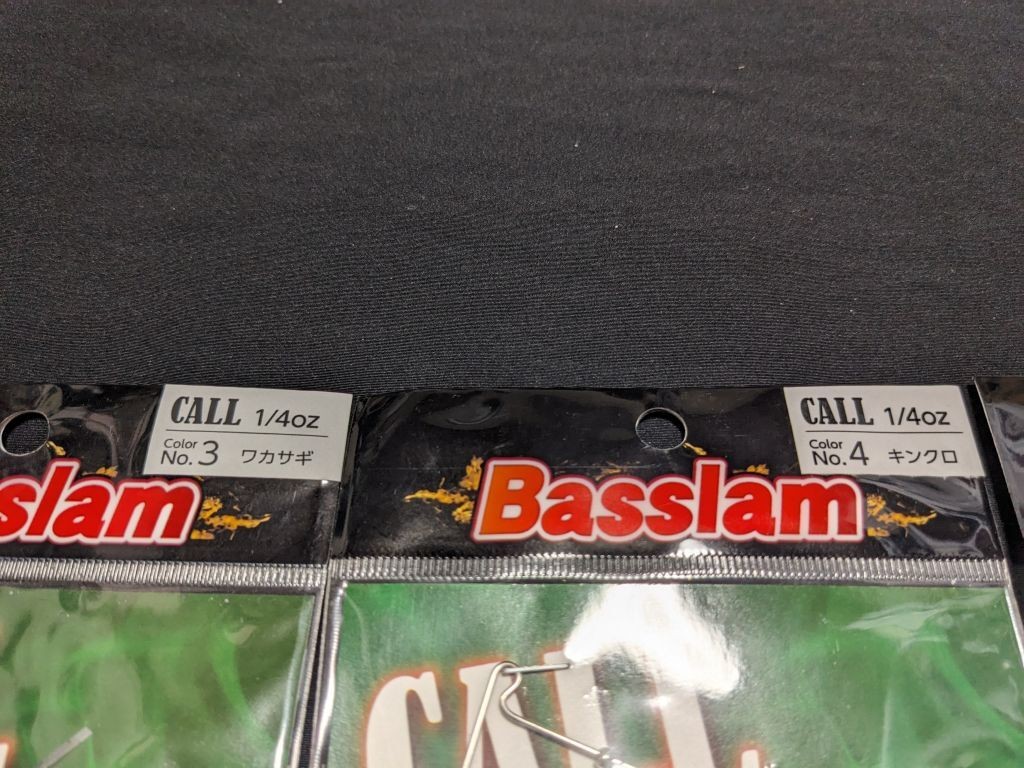 CALL 1/4oz
Color
No.3 ワカサギ
slam
CALL 1/4oz
Color
No.4 キンクロ
Basslam
CALL